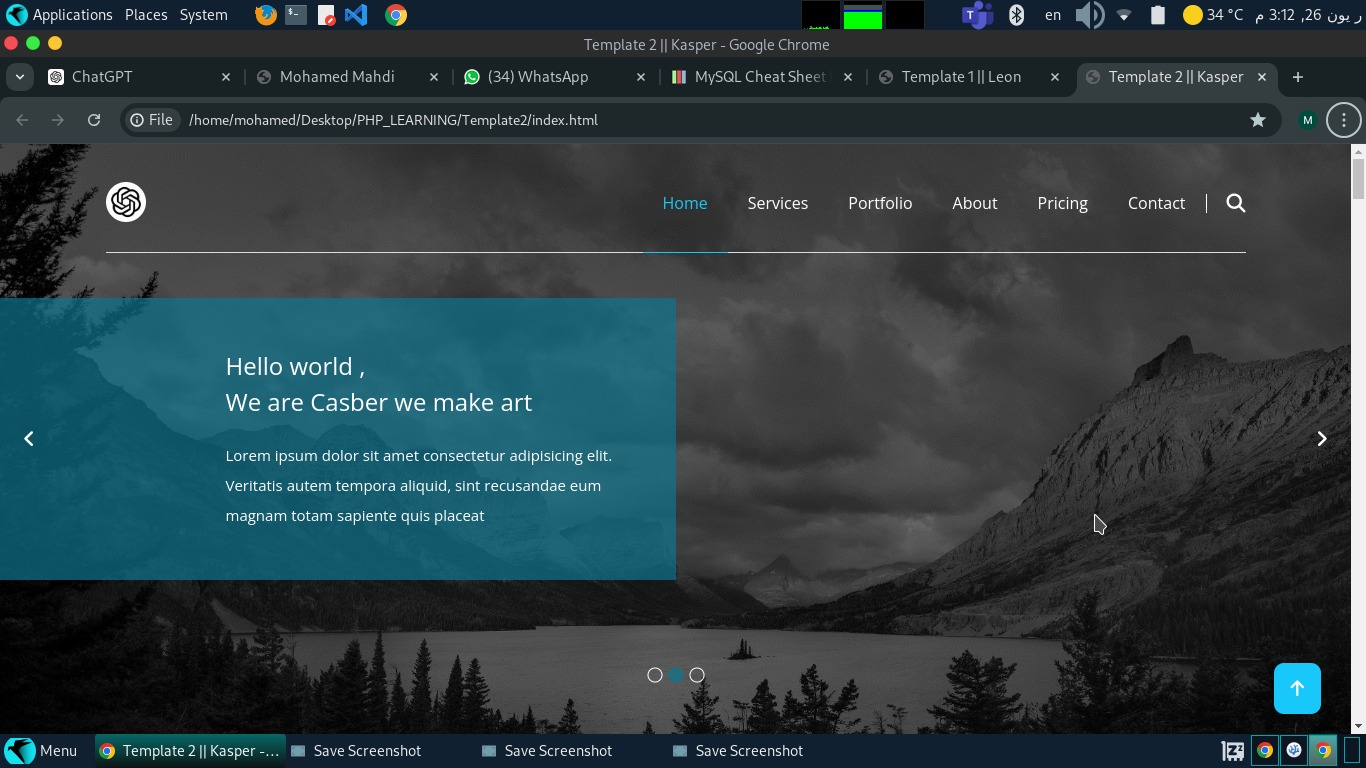 Applications Places System
en
34 °C
ر يون 26, 3:12 م
Template 2 || Kasper - Google Chrome
ChatGPT
Mohamed Mahdi
(34) WhatsApp
MySQL Cheat Sheet
Template 1 || Leon
Template 2 || Kasper
File
/home/mohamed/Desktop/PHP_LEARNING/Template2/index.html
M
Home Services Portfolio About Pricing Contact
Hello world ,
We are Casber we make art
Lorem ipsum dolor sit amet consectetur adipisicing elit.
Veritatis autem tempora aliquid, sint recusandae eum
magnam totam sapiente quis placeat
Menu
Template 2 || Kasper -...
Save Screenshot
Save Screenshot
Save Screenshot